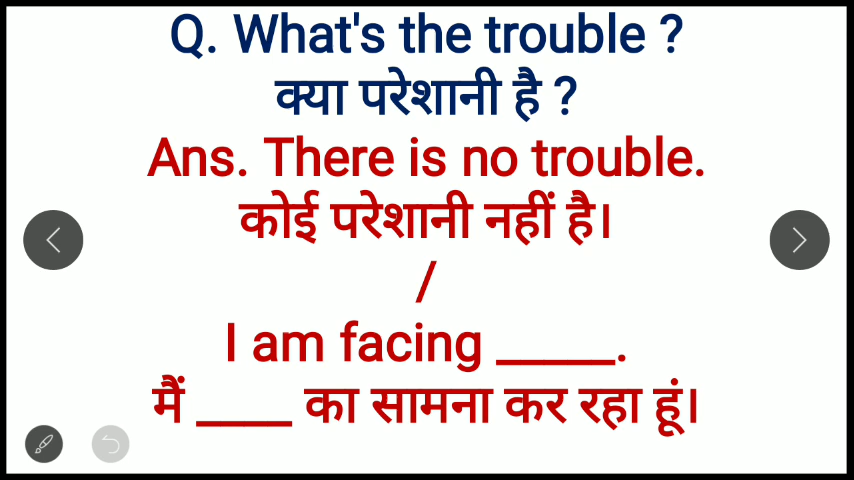 Q. What's the trouble ?
क्या परेशानी है ?
Ans. There is no trouble.
कोई परेशानी नहीं है।
/
I am facing _____.
मैं ____ का सामना कर रहा हूं।